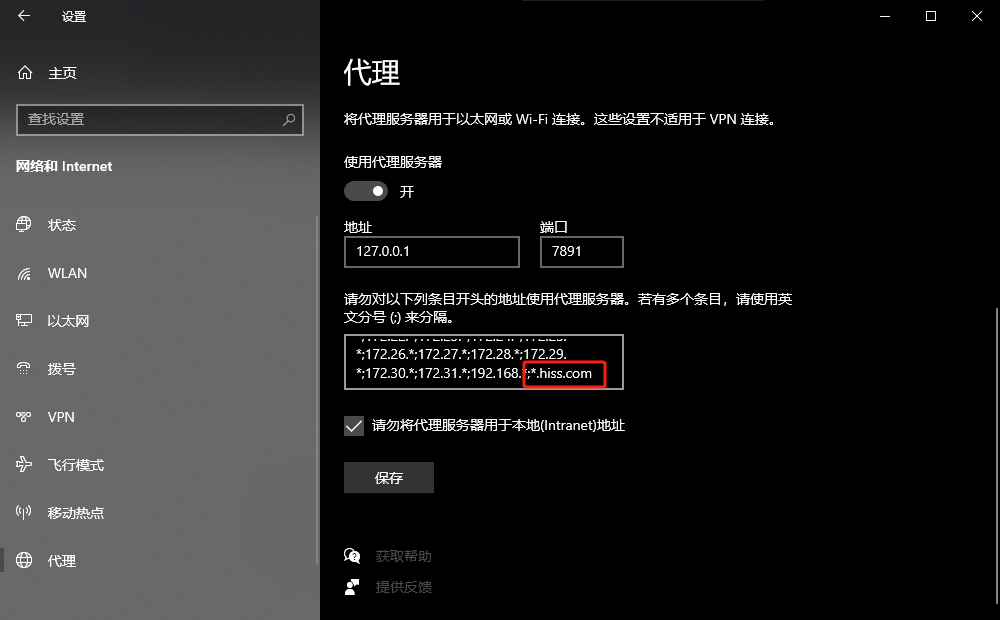 设置
主页
查找设置
网络和 Internet
状态
WLAN
以太网
拨号
VPN
飞行模式
移动热点
代理
代理
将代理服务器用于以太网或 Wi-Fi 连接。这些设置不适用于 VPN 连接。
使用代理服务器
开
地址
端口
127.0.0.1
7891
请勿对以下列条目开头的地址使用代理服务器。若有多个条目，请使用英
文分号 (;) 来分隔。
*;172.26.*;172.27.*;172.28.*;172.29.
*;172.30.*;172.31.*;192.168.*;*.hiss.com
请勿将代理服务器用于本地(Intranet)地址
保存
获取帮助
提供反馈